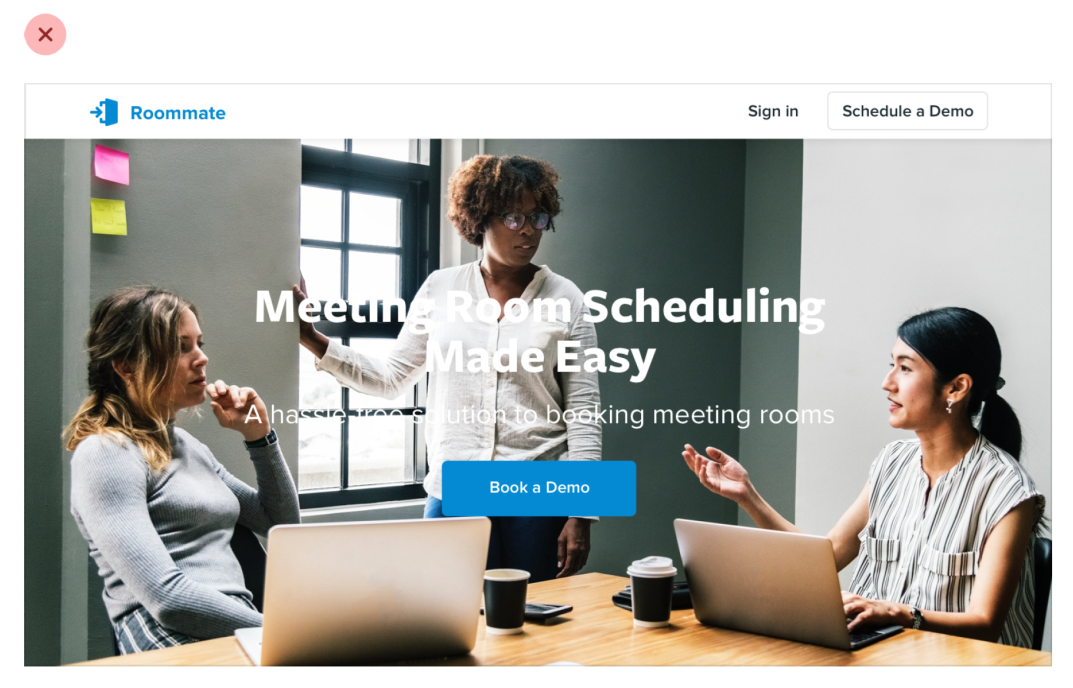 Roommate
Sign in
Schedule a Demo
Meeting Room Scheduling
Made Easy
A hassle-free solution to booking meeting rooms
Book a Demo